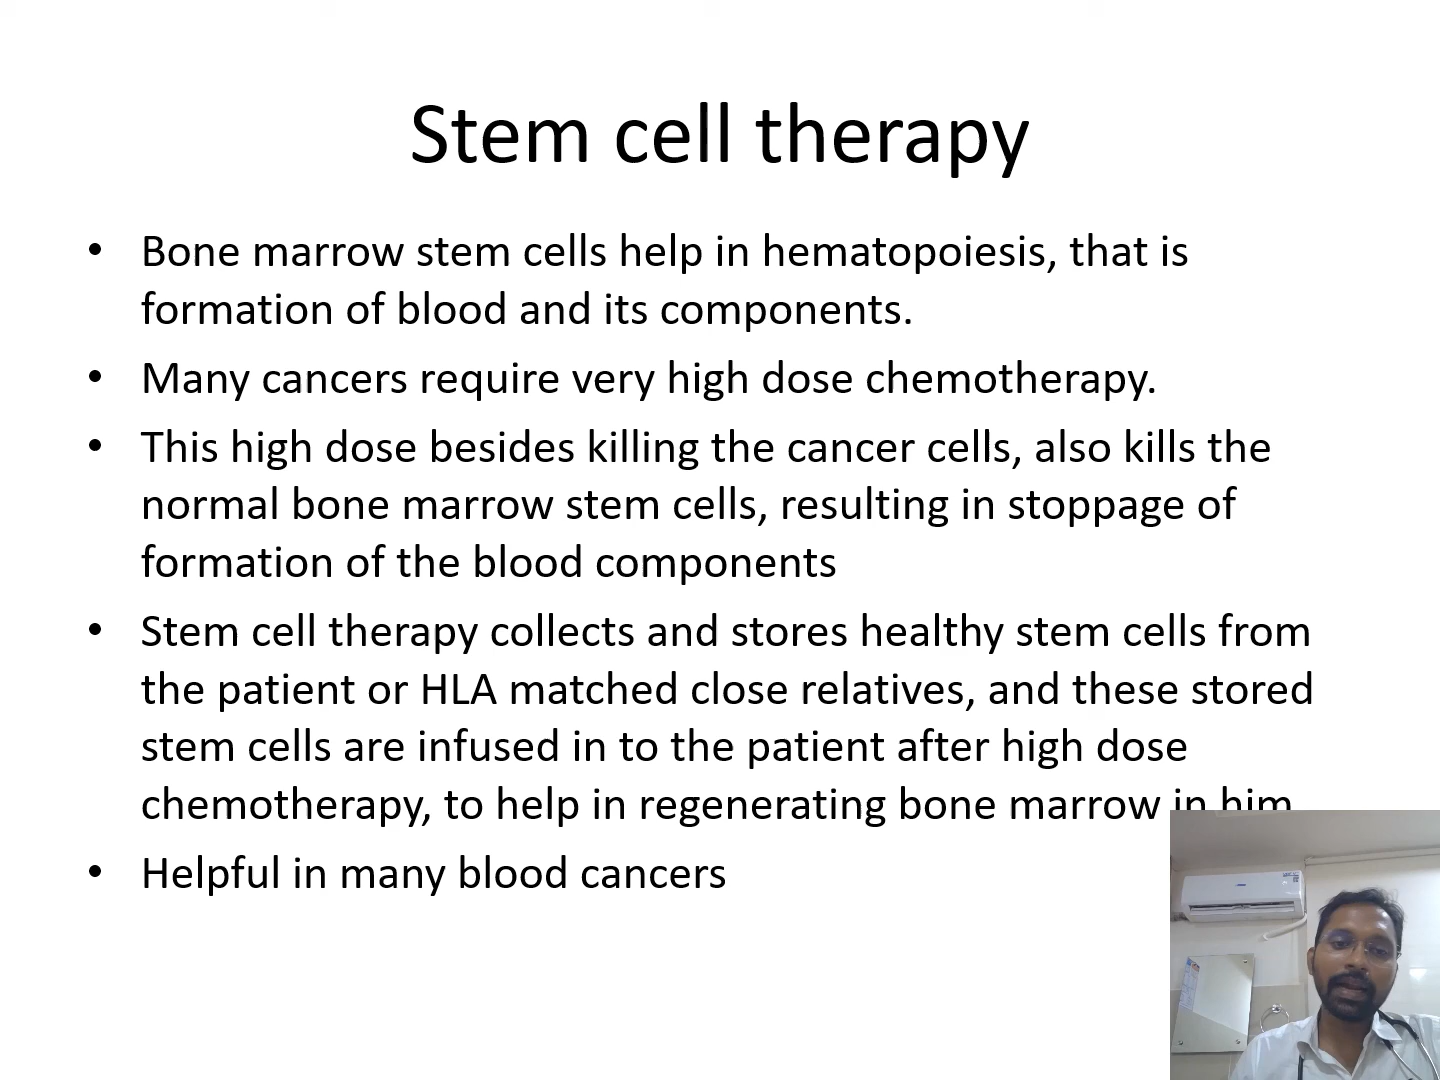 Stem cell therapy
• Bone marrow stem cells help in hematopoiesis, that is
formation of blood and its components.
• Many cancers require very high dose chemotherapy.
• This high dose besides killing the cancer cells, also kills the
normal bone marrow stem cells, resulting in stoppage of
formation of the blood components
• Stem cell therapy collects and stores healthy stem cells from
the patient or HLA matched close relatives, and these stored
stem cells are infused in to the patient after high dose
chemotherapy, to help in regenerating bone marrow in him
• Helpful in many blood cancers